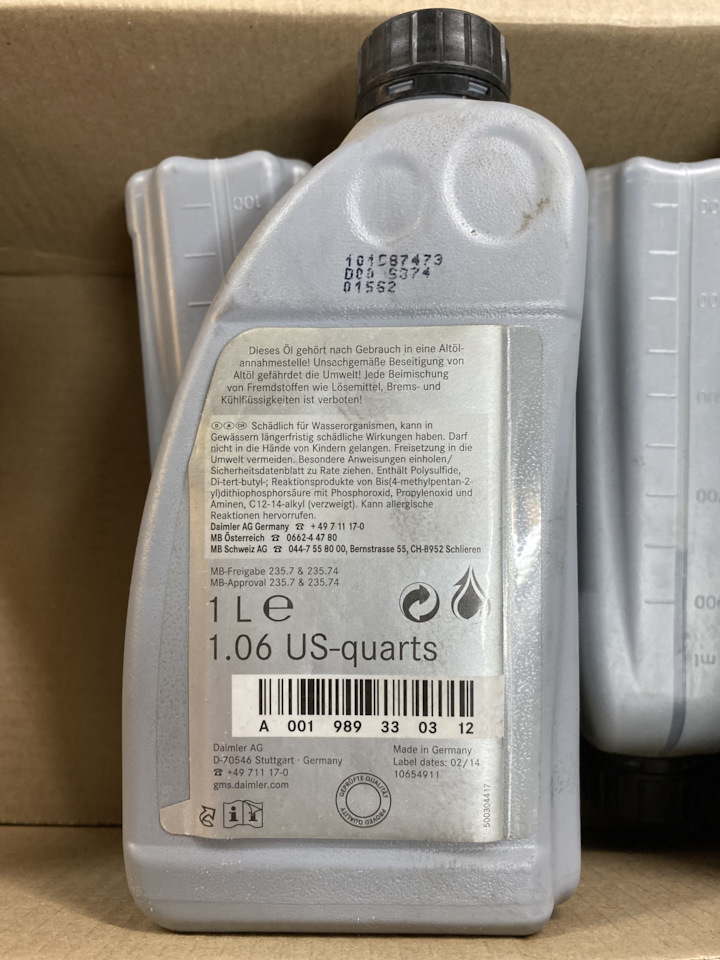 101587473
D00 S374
01562
Dieses Öl gehört nach Gebrauch in eine Altöl-
annahmestelle! Unsachgemäße Beseitigung von
Altöl gefährdet die Umwelt! Jede Beimischung
von Fremdstoffen wie Lösemittel, Brems- und
Kühlflüssigkeiten ist verboten!
D A CH Schädlich für Wasserorganismen, kann in
Gewässern längerfristig schädliche Wirkungen haben. Darf
nicht in die Hände von Kindern gelangen. Freisetzung in die
Umwelt vermeiden. Besondere Anweisungen einholen/
Sicherheitsdatenblatt zu Rate ziehen. Enthält Polysulfide,
Di-tert-butyl-; Reaktionsprodukte von Bis(4-methylpentan-2-
yl)dithiophosphorsäure mit Phosphoroxid, Propylenoxid und
Aminen, C12-14-alkyl (verzweigt). Kann allergische
Reaktionen hervorrufen.
Daimler AG Germany ☎ +49 7 11 17-0
MB Österreich ☎ 0662-4 47 80
MB Schweiz AG ☎ 044-7 55 80 00, Bernstrasse 55, CH-8952 Schlieren
MB-Freigabe 235.7 & 235.74
MB-Approval 235.7 & 235.74
1 L ℮
1.06 US-quarts
A 001 989 33 03 12
Daimler AG
D-70546 Stuttgart · Germany
☎ +49 711 17-0
gms.daimler.com
Made in Germany
Label dates: 02/14
10654911
GEPRÜFTE QUALITÄT
PROVED QUALITY
500304417
100